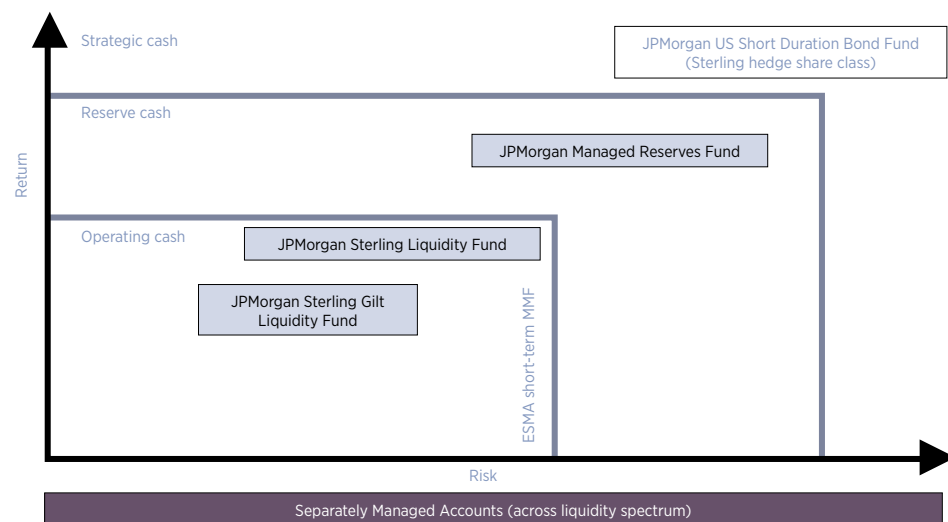 Strategic cash
JPMorgan US Short Duration Bond Fund
(Sterling hedge share class)
Reserve cash
JPMorgan Managed Reserves Fund
Return
Operating cash
JPMorgan Sterling Liquidity Fund
JPMorgan Sterling Gilt
Liquidity Fund
ESMA short-term MMF
Risk
Separately Managed Accounts (across liquidity spectrum)